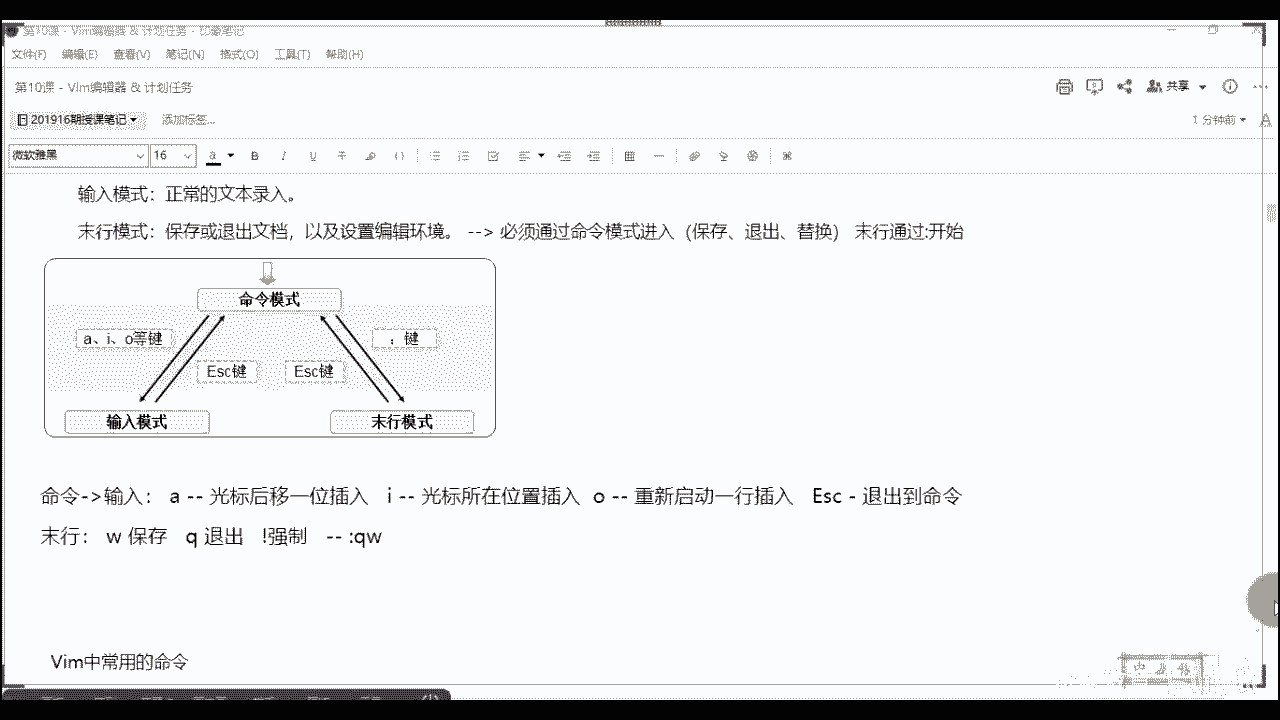 第10课 - Vim编辑器 & 计划任务 - 印象笔记
文件(F) 编辑(E) 查看(V) 笔记(N) 格式(O) 工具(T) 帮助(H)
第10课 - Vim编辑器 & 计划任务
共享
201916期授课笔记 添加标签...
1 分钟前
微软雅黑 16
输入模式：正常的文本录入。
末行模式：保存或退出文档，以及设置编辑环境。 --> 必须通过命令模式进入（保存、退出、替换） 末行通过:开始
命令模式
a、i、o等键
：键
Esc键
Esc键
输入模式
末行模式
命令->输入： a -- 光标后移一位插入 i -- 光标所在位置插入 o -- 重新启动一行插入 Esc - 退出到命令
末行： w 保存 q 退出 !强制 -- :qw
Vim中常用的命令